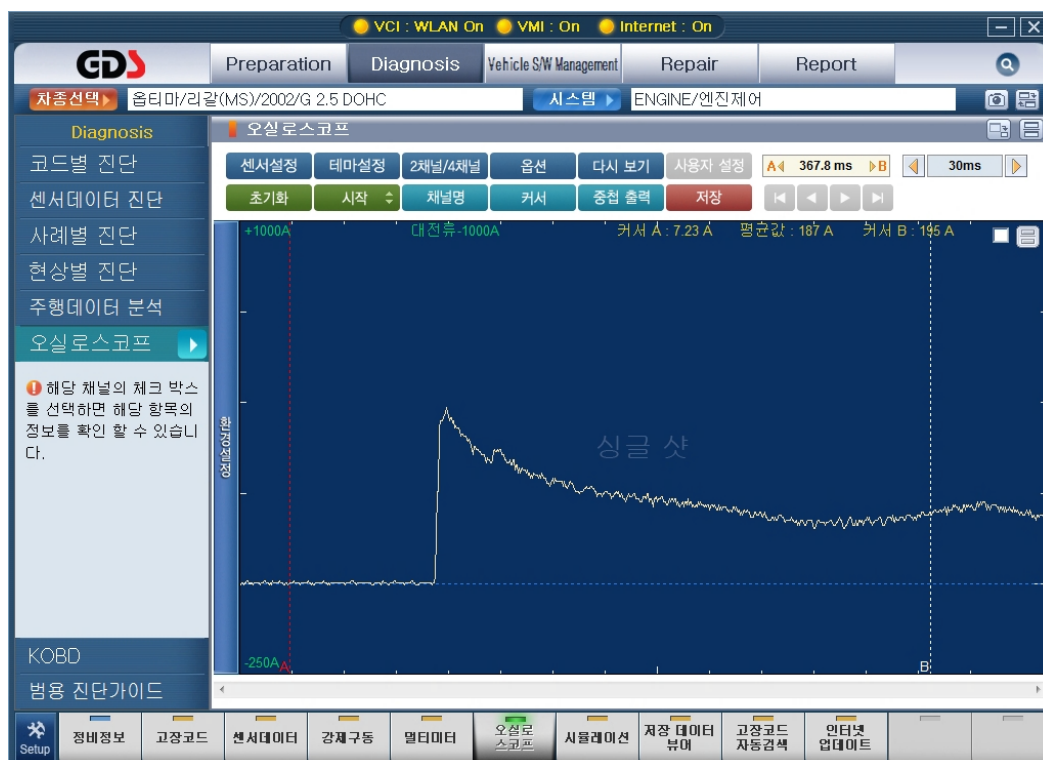 VCI : WLAN On VMI : On Internet : On
GDS Preparation Diagnosis Vehicle S/W Management Repair Report
차종선택 옵티마/리갈(MS)/2002/G 2.5 DOHC 시스템 ENGINE/엔진제어
Diagnosis
코드별 진단
센서데이터 진단
사례별 진단
현상별 진단
주행데이터 분석
오실로스코프
해당 채널의 체크 박스
를 선택하면 해당 항목의
정보를 확인 할 수 있습니
다.
KOBD
범용 진단가이드
오실로스코프
센서설정 테마설정 2채널/4채널 옵션 다시 보기 사용자 설정 A 367.8 ms B 30ms
초기화 시작 채널명 커서 중첩 출력 저장
+1000A 대전류-1000A 커서 A : 7.23 A 평균값 : 187 A 커서 B : 195 A
환경설정
싱글 샷
-250A A B
Setup 정비정보 고장코드 센서데이터 강제구동 멀티미터 오실로 스코프 시뮬레이션 저장 데이터 뷰어 고장코드 자동검색 인터넷 업데이트